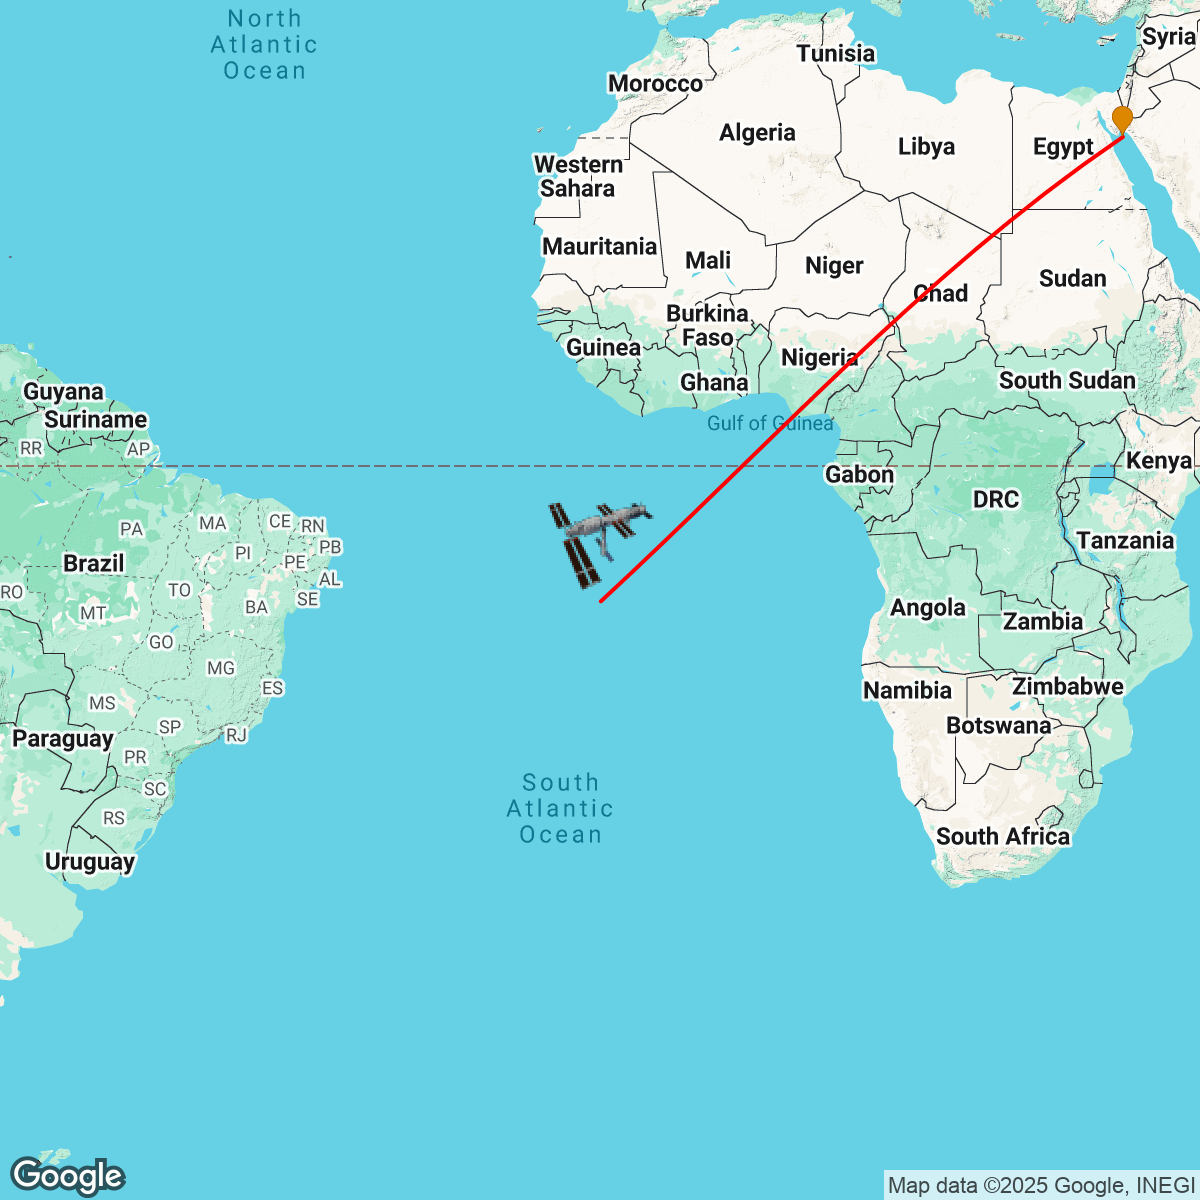 North
Atlantic
Ocean
Syria
Tunisia
Morocco
Algeria
Libya
Egypt
Western
Sahara
Mauritania
Mali
Niger
Chad
Sudan
Burkina
Faso
Guinea
Nigeria
Ghana
South Sudan
Guyana
Suriname
Gulf of Guinea
RR
AP
Kenya
Gabon
DRC
PA
MA
CE
RN
PB
PI
PE
Brazil
Tanzania
AL
TO
RO
SE
BA
MT
Angola
Zambia
GO
MG
ES
Namibia
Zimbabwe
MS
SP
Botswana
RJ
Paraguay
PR
SC
South
Atlantic
Ocean
RS
South Africa
Uruguay
Google
Map data ©2025 Google, INEGI